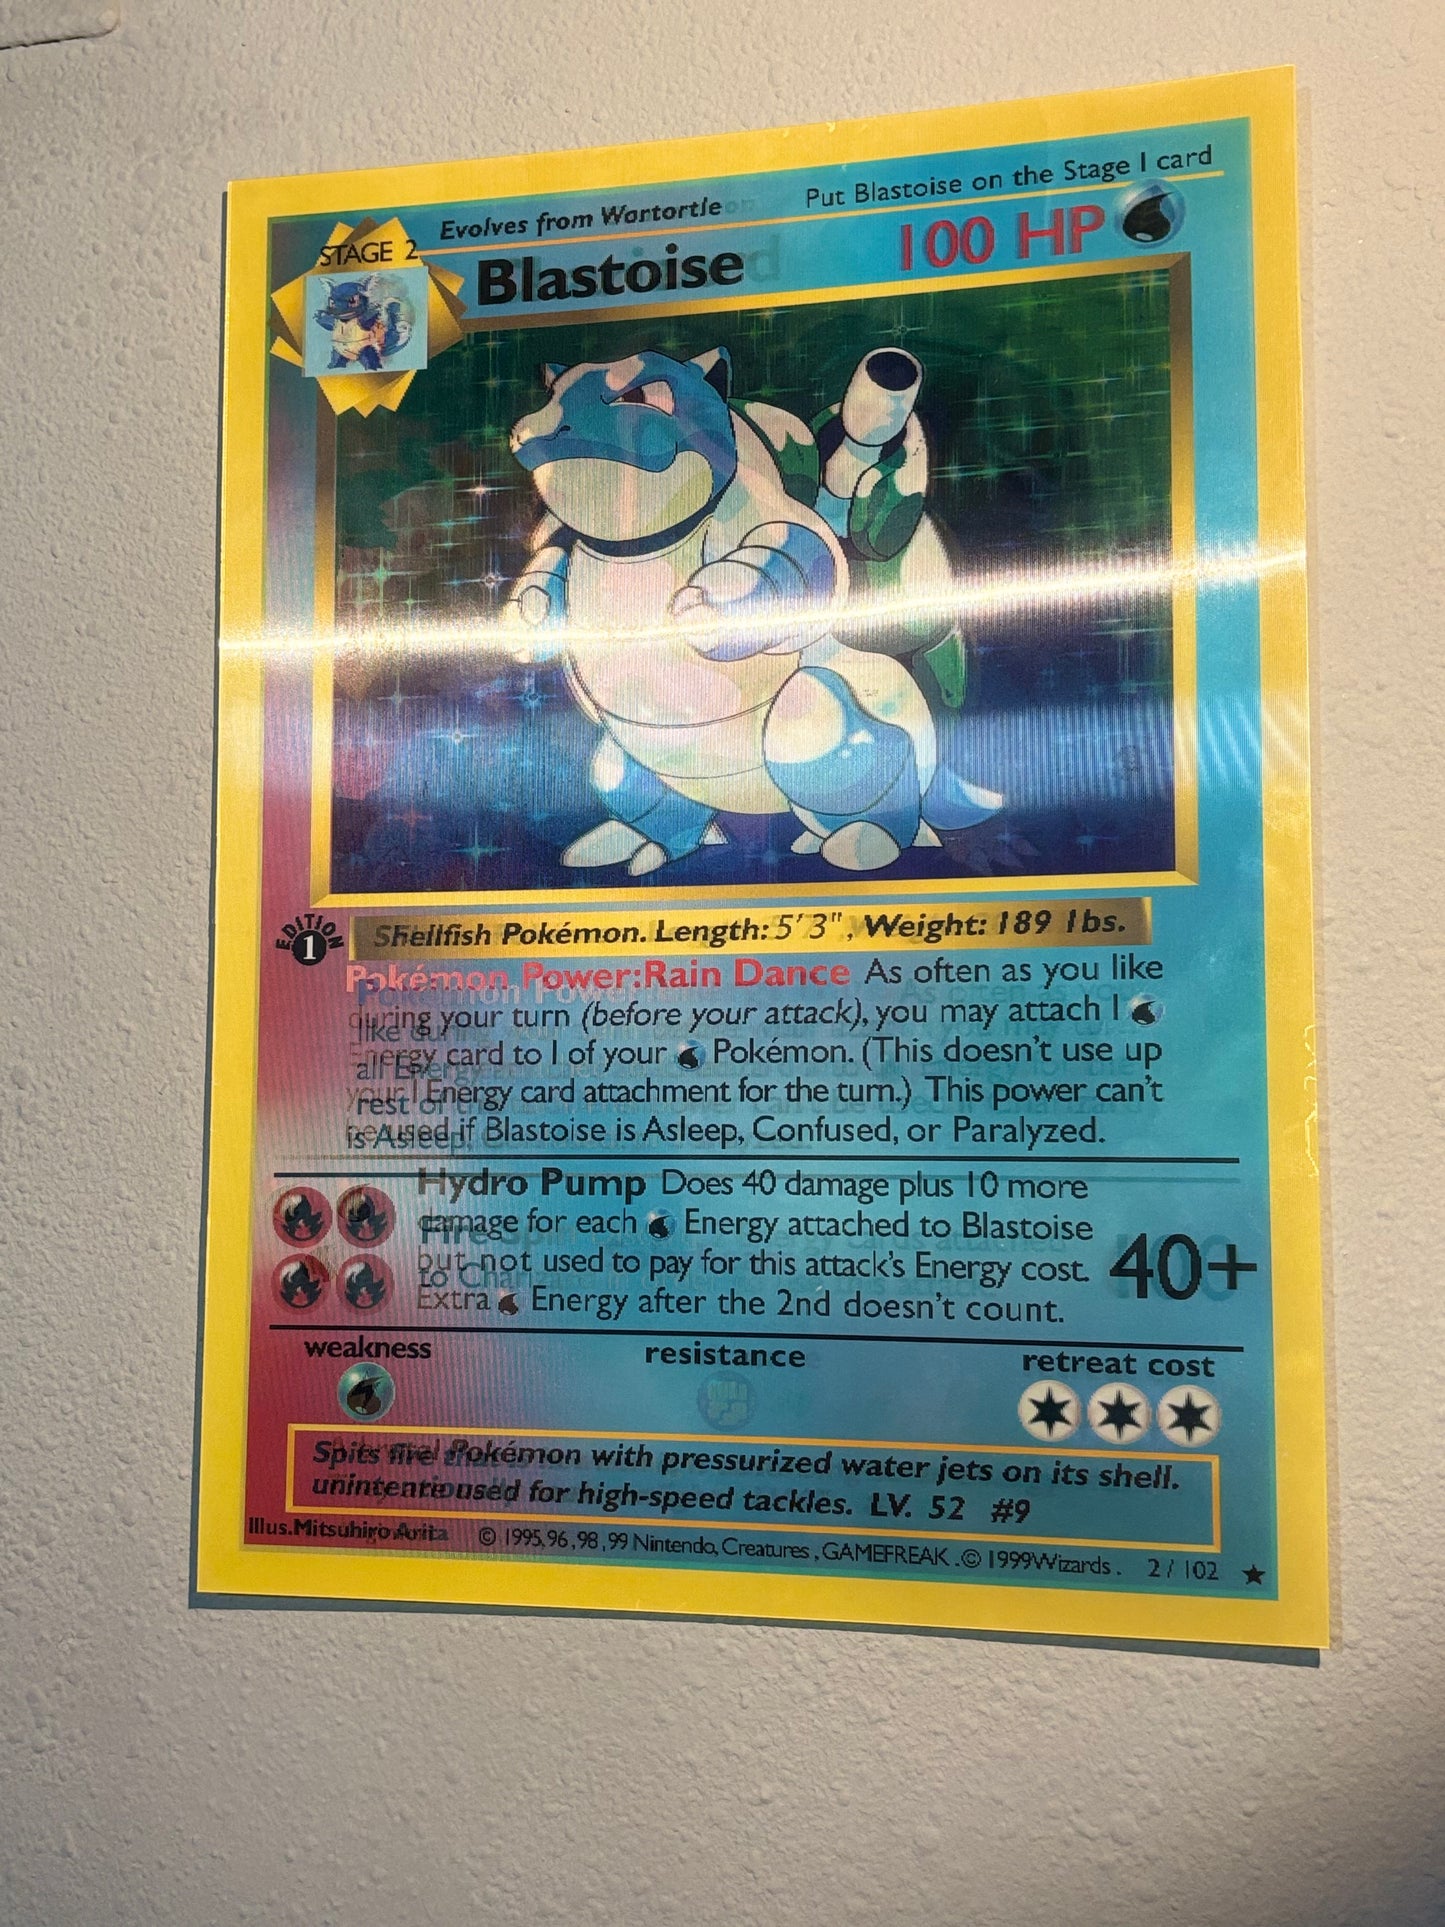 Evolves from Wartortle
Put Blastoise on the Stage 1 card
STAGE 2
Blastoise
100 HP
EDITION
1
Shellfish Pokémon. Length: 5'3", Weight: 189 lbs.
Pokémon Power: Rain Dance As often as you like
during your turn (before your attack), you may attach 1
Energy card to 1 of your Pokémon. (This doesn't use up
your 1 Energy card attachment for the turn.) This power can't
be used if Blastoise is Asleep, Confused, or Paralyzed.
Hydro Pump Does 40 damage plus 10 more
damage for each Energy attached to Blastoise
but not used to pay for this attack's Energy cost.
Extra Energy after the 2nd doesn't count.
40+
weakness
resistance
retreat cost
Pokémon with pressurized water jets on its shell.
used for high-speed tackles. LV. 52 #9
Illus. Mitsuhiro Arita
© 1995, 96, 98, 99 Nintendo, Creatures, GAMEFREAK. © 1999 Wizards.
2/102